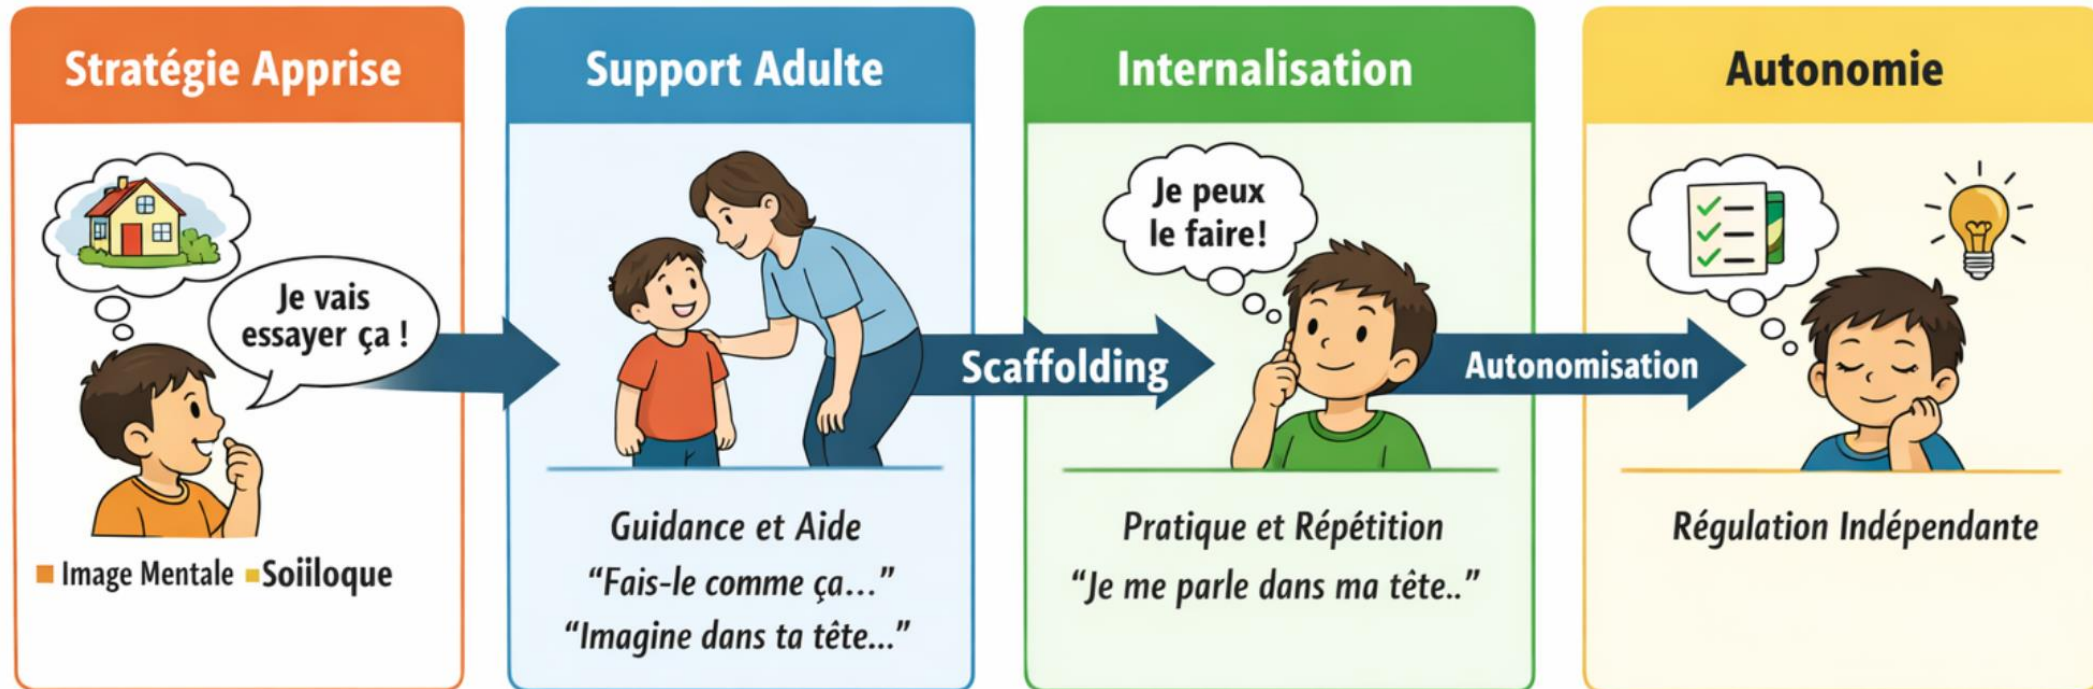 Stratégie Apprise
Je vais
essayer ça !
Image Mentale
Soiiloque
Support Adulte
Guidance et Aide
“Fais-le comme ça...”
“Imagine dans ta tête...”
Scaffolding
Internalisation
Je peux
le faire!
Pratique et Répétition
“Je me parle dans ma tête..”
Autonomisation
Autonomie
Régulation Indépendante